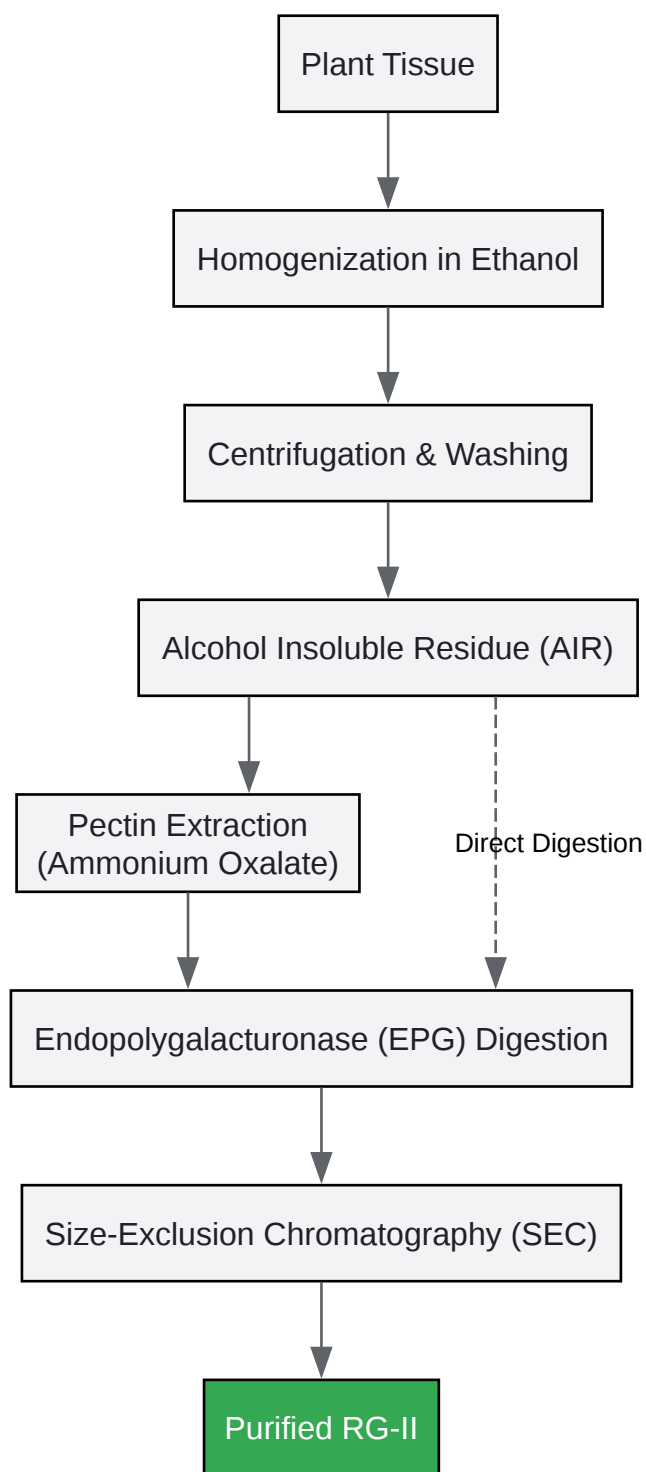 Plant Tissue
Homogenization in Ethanol
Centrifugation & Washing
Alcohol Insoluble Residue (AIR)
Pectin Extraction
(Ammonium Oxalate)
Direct Digestion
Endopolygalacturonase (EPG) Digestion
Size-Exclusion Chromatography (SEC)
Purified RG-II